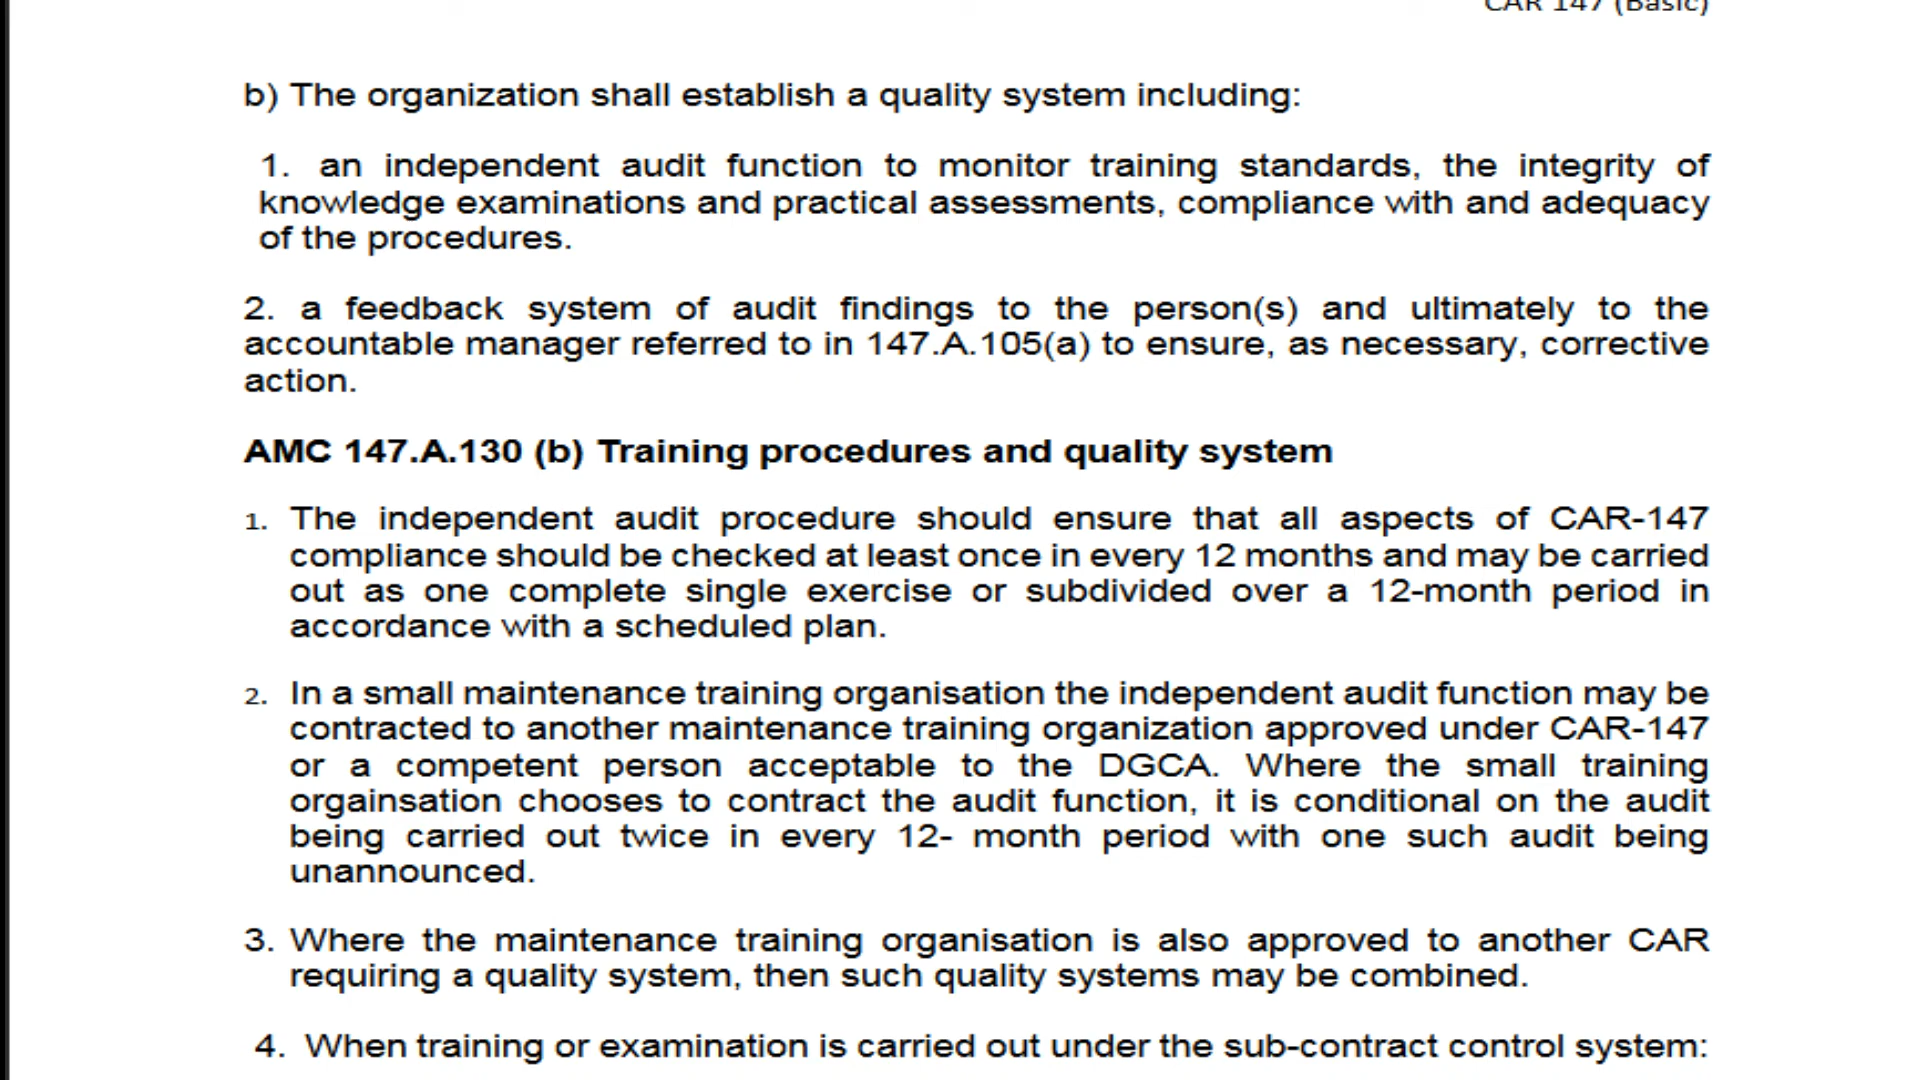 CAR 147 (Basic)
b) The organization shall establish a quality system including:
1. an independent audit function to monitor training standards, the integrity of
knowledge examinations and practical assessments, compliance with and adequacy
of the procedures.
2. a feedback system of audit findings to the person(s) and ultimately to the
accountable manager referred to in 147.A.105(a) to ensure, as necessary, corrective
action.
AMC 147.A.130 (b) Training procedures and quality system
1. The independent audit procedure should ensure that all aspects of CAR-147
compliance should be checked at least once in every 12 months and may be carried
out as one complete single exercise or subdivided over a 12-month period in
accordance with a scheduled plan.
2. In a small maintenance training organisation the independent audit function may be
contracted to another maintenance training organization approved under CAR-147
or a competent person acceptable to the DGCA. Where the small training
orgainsation chooses to contract the audit function, it is conditional on the audit
being carried out twice in every 12- month period with one such audit being
unannounced.
3. Where the maintenance training organisation is also approved to another CAR
requiring a quality system, then such quality systems may be combined.
4. When training or examination is carried out under the sub-contract control system: